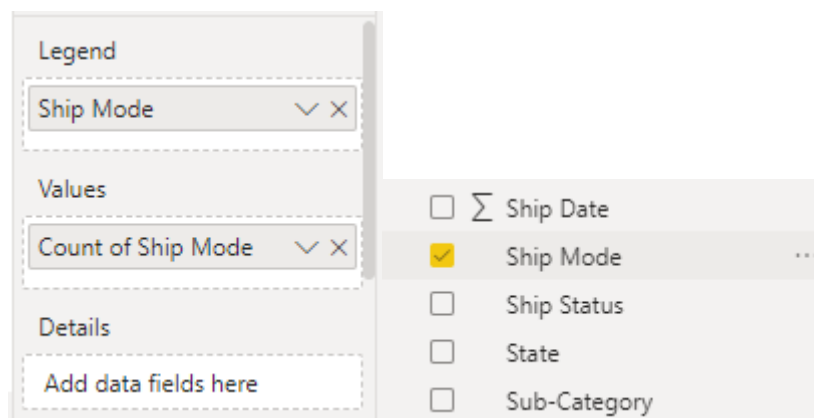 Legend
Ship Mode
Values
Count of Ship Mode
Details
Add data fields here
∑ Ship Date
Ship Mode
Ship Status
State
Sub-Category